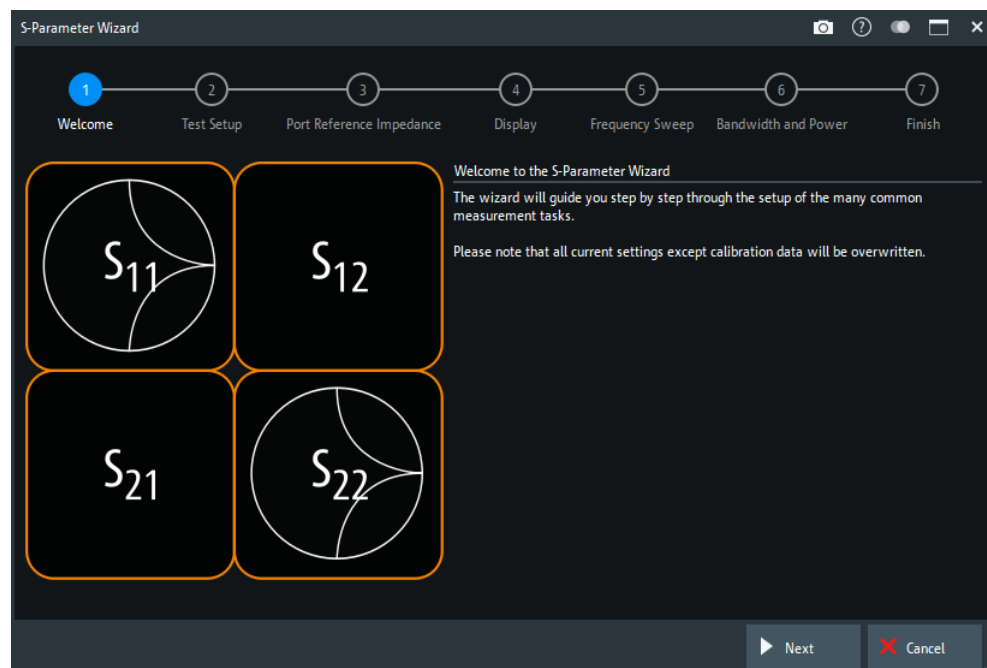 S-Parameter Wizard
?
1 2 3 4 5 6 7
Welcome Test Setup Port Reference Impedance Display Frequency Sweep Bandwidth and Power Finish
S11 S12
S21 S22
Welcome to the S-Parameter Wizard
The wizard will guide you step by step through the setup of the many common
measurement tasks.
Please note that all current settings except calibration data will be overwritten.
Next Cancel